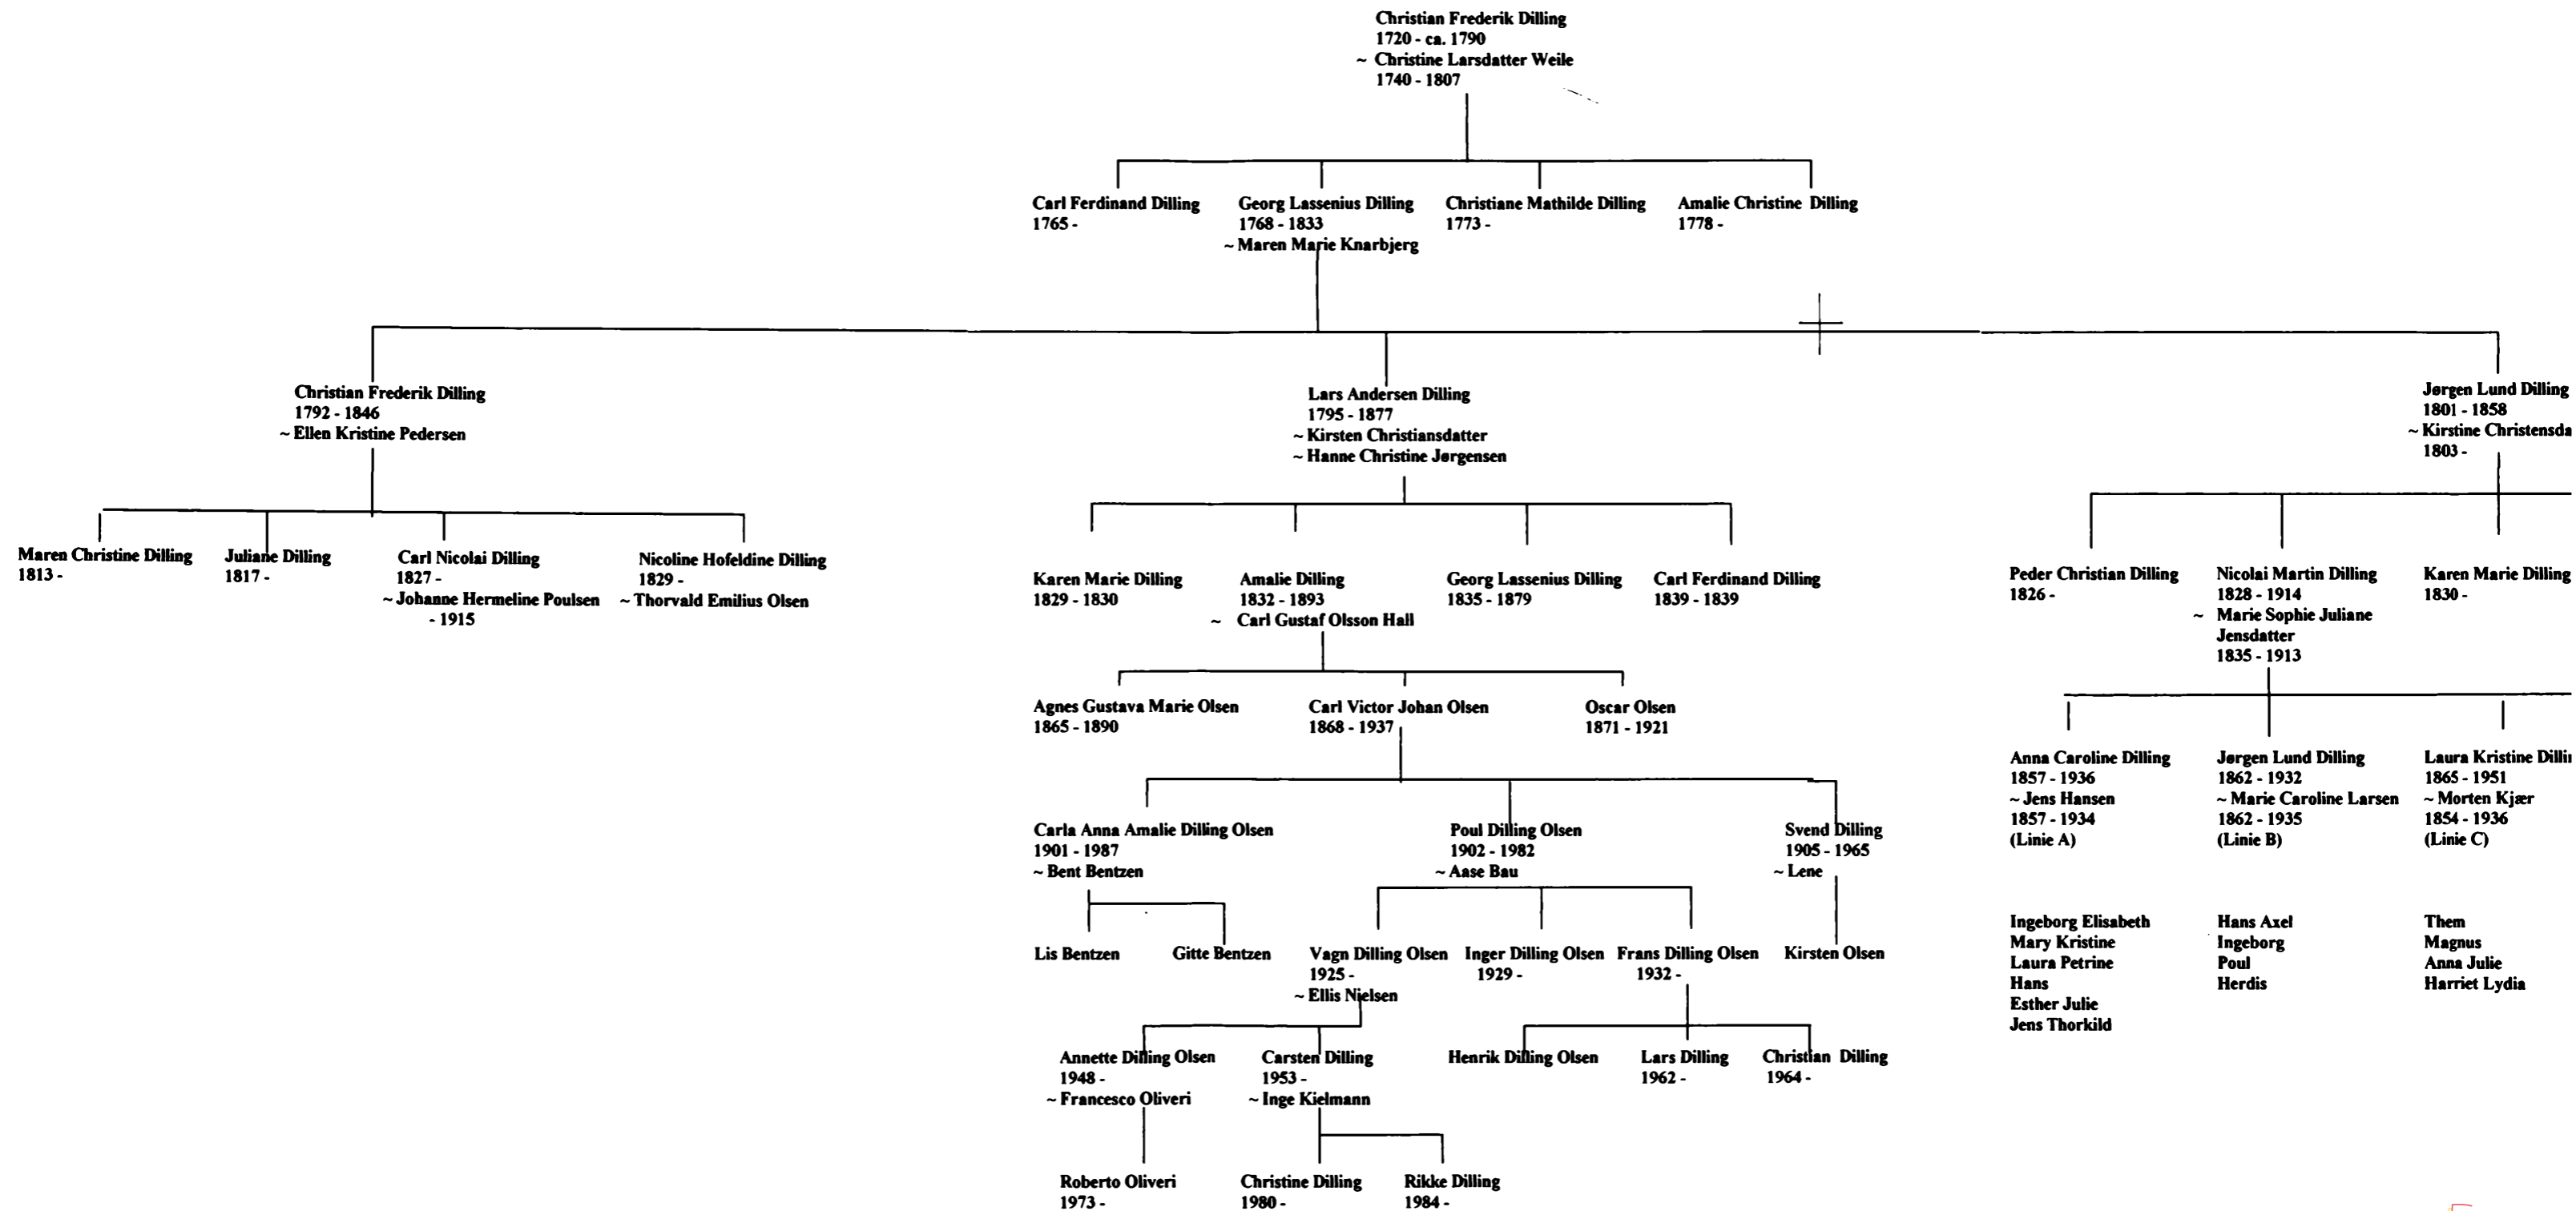 Christian Frederik Dilling
1720 - ca. 1790
~ Christine Larsdatter Weile
1740 - 1807
Carl Ferdinand Dilling
1765 -
Georg Lassenius Dilling
1768 - 1833
~ Maren Marie Knarbjerg
Christiane Mathilde Dilling
1773 -
Amalie Christine Dilling
1778 -
Christian Frederik Dilling
1792 - 1846
~ Ellen Kristine Pedersen
Lars Andersen Dilling
1795 - 1877
~ Kirsten Christiansdatter
~ Hanne Christine Jørgensen
Jørgen Lund Dilling
1801 - 1858
~ Kirstine Christensda
1803 -
Maren Christine Dilling
1813 -
Juliane Dilling
1817 -
Carl Nicolai Dilling
1827 -
~ Johanne Hermeline Poulsen
- 1915
Nicoline Hofeldine Dilling
1829 -
~ Thorvald Emilius Olsen
Karen Marie Dilling
1829 - 1830
Amalie Dilling
1832 - 1893
~ Carl Gustaf Olsson Hall
Georg Lassenius Dilling
1835 - 1879
Carl Ferdinand Dilling
1839 - 1839
Peder Christian Dilling
1826 -
Nicolai Martin Dilling
1828 - 1914
~ Marie Sophie Juliane
Jensdatter
1835 - 1913
Karen Marie Dilling
1830 -
Agnes Gustava Marie Olsen
1865 - 1890
Carl Victor Johan Olsen
1868 - 1937
Oscar Olsen
1871 - 1921
Anna Caroline Dilling
1857 - 1936
~ Jens Hansen
1857 - 1934
(Linie A)
Jørgen Lund Dilling
1862 - 1932
~ Marie Caroline Larsen
1862 - 1935
(Linie B)
Laura Kristine Dilli
1865 - 1951
~ Morten Kjær
1854 - 1936
(Linie C)
Carla Anna Amalie Dilling Olsen
1901 - 1987
~ Bent Bentzen
Poul Dilling Olsen
1902 - 1982
~ Aase Bau
Svend Dilling
1905 - 1965
~ Lene
Lis Bentzen
Gitte Bentzen
Vagn Dilling Olsen
1925 -
~ Ellis Nielsen
Inger Dilling Olsen
1929 -
Frans Dilling Olsen
1932 -
Kirsten Olsen
Ingeborg Elisabeth
Mary Kristine
Laura Petrine
Hans
Esther Julie
Jens Thorkild
Hans Axel
Ingeborg
Poul
Herdis
Them
Magnus
Anna Julie
Harriet Lydia
Annette Dilling Olsen
1948 -
~ Francesco Oliveri
Carsten Dilling
1953 -
~ Inge Kielmann
Henrik Dilling Olsen
Lars Dilling
1962 -
Christian Dilling
1964 -
Roberto Oliveri
1973 -
Christine Dilling
1980 -
Rikke Dilling
1984 -